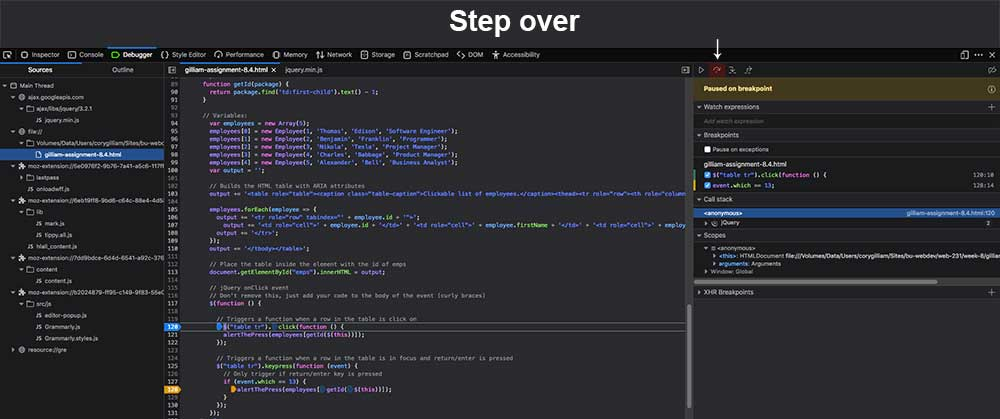 Step over
Inspector Console Debugger Style Editor Performance Memory Network Storage Scratchpad DOM Accessibility
Sources Outline
gilliam-assignment-8.4.html jquery.min.js
Main Thread
ajax.googleapis.com
ajax/libs/jquery/3.2.1
jquery.min.js
file://
Volumes/Data/Users/corygilliam/Sites/bu-webde
gilliam-assignment-8.4.html
lastpass
onloadwff.js
lib
mark.js
tippy.all.js
hlall_content.js
content
content.js
src/js
editor-popup.js
Grammarly.js
Grammarly.styles.js
resource://gre
89 function getId(package) {
90 return package.find('td:first-child').text() - 1;
91 }
92
93 // Variables:
94 var employees = new Array(5);
95 employees[0] = new Employee(1, 'Thomas', 'Edison', 'Software Engineer');
96 employees[1] = new Employee(2, 'Benjamin', 'Franklin', 'Programmer');
97 employees[2] = new Employee(3, 'Nikola', 'Tesla', 'Project Manager');
98 employees[3] = new Employee(4, 'Charles', 'Babbage', 'Product Manager');
99 employees[4] = new Employee(5, 'Alexander', 'Bell', 'Business Analyst');
100 var output = '';
101
102 // Builds the HTML table with ARIA attributes
103 output += '<table role="table"><caption class="table-caption">Clickable list of employees.</caption><thead><tr role="row"><th role="colum
104
105 employees.forEach(employee => {
106 output += '<tr role="row" tabindex="' + employee.id + '">';
107 output += '<td role="cell">' + employee.id + '</td>' + '<td role="cell">' + employee.firstName + '</td>' + '<td role="cell">' + employ
108 output += '</tr>';
109 });
110 output += '</tbody></table>';
111
112 // Place the table inside the element with the id of emps
113 document.getElementById("emps").innerHTML = output;
114
115 // jQuery onClick event
116 // Don't remove this, just add your code to the body of the event (curly braces)
117 $(function () {
118
119 // Triggers a function when a row in the table is click on
120 $("table tr").click(function () {
121 alertThePress(employees[getId($(this))]);
122 });
123
124 // Triggers a function when a row in the table is in focus and return/enter is pressed
125 $("table tr").keypress(function (event) {
126 // Only trigger if return/enter key is pressed
127 if (event.which == 13) {
128 alertThePress(employees[getId($(this))]);
129 }
130 });
131 });
132
Paused on breakpoint
Watch expressions
Add watch expression
Breakpoints
Pause on exceptions
gilliam-assignment-8.4.html
$("table tr").click(function () { 120:10
event.which == 13; 128:14
Call stack
<anonymous> gilliam-assignment-8.4.html:120
jQuery 2
Scopes
<anonymous>
<this>: HTMLDocument file:///Volumes/Data/Users/corygilliam/Sites/bu-webdev/web-231/week-8/gillian
arguments: Arguments
Window: Global
XHR Breakpoints